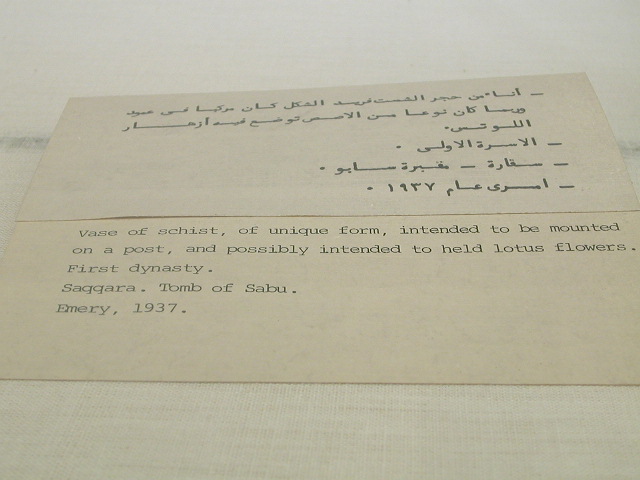 — أناء من حجر الشست فريد الشكل كان مركبا فى عمود
وربما كان نوعا من الاصص توضع فيه أزهار
اللوتس.
— الاسرة الاولى .
— سقارة — مقبرة سابو .
— امرى عام ١٩٣٧ .
Vase of schist, of unique form, intended to be mounted
on a post, and possibly intended to held lotus flowers.
First dynasty.
Saqqara. Tomb of Sabu.
Emery, 1937.